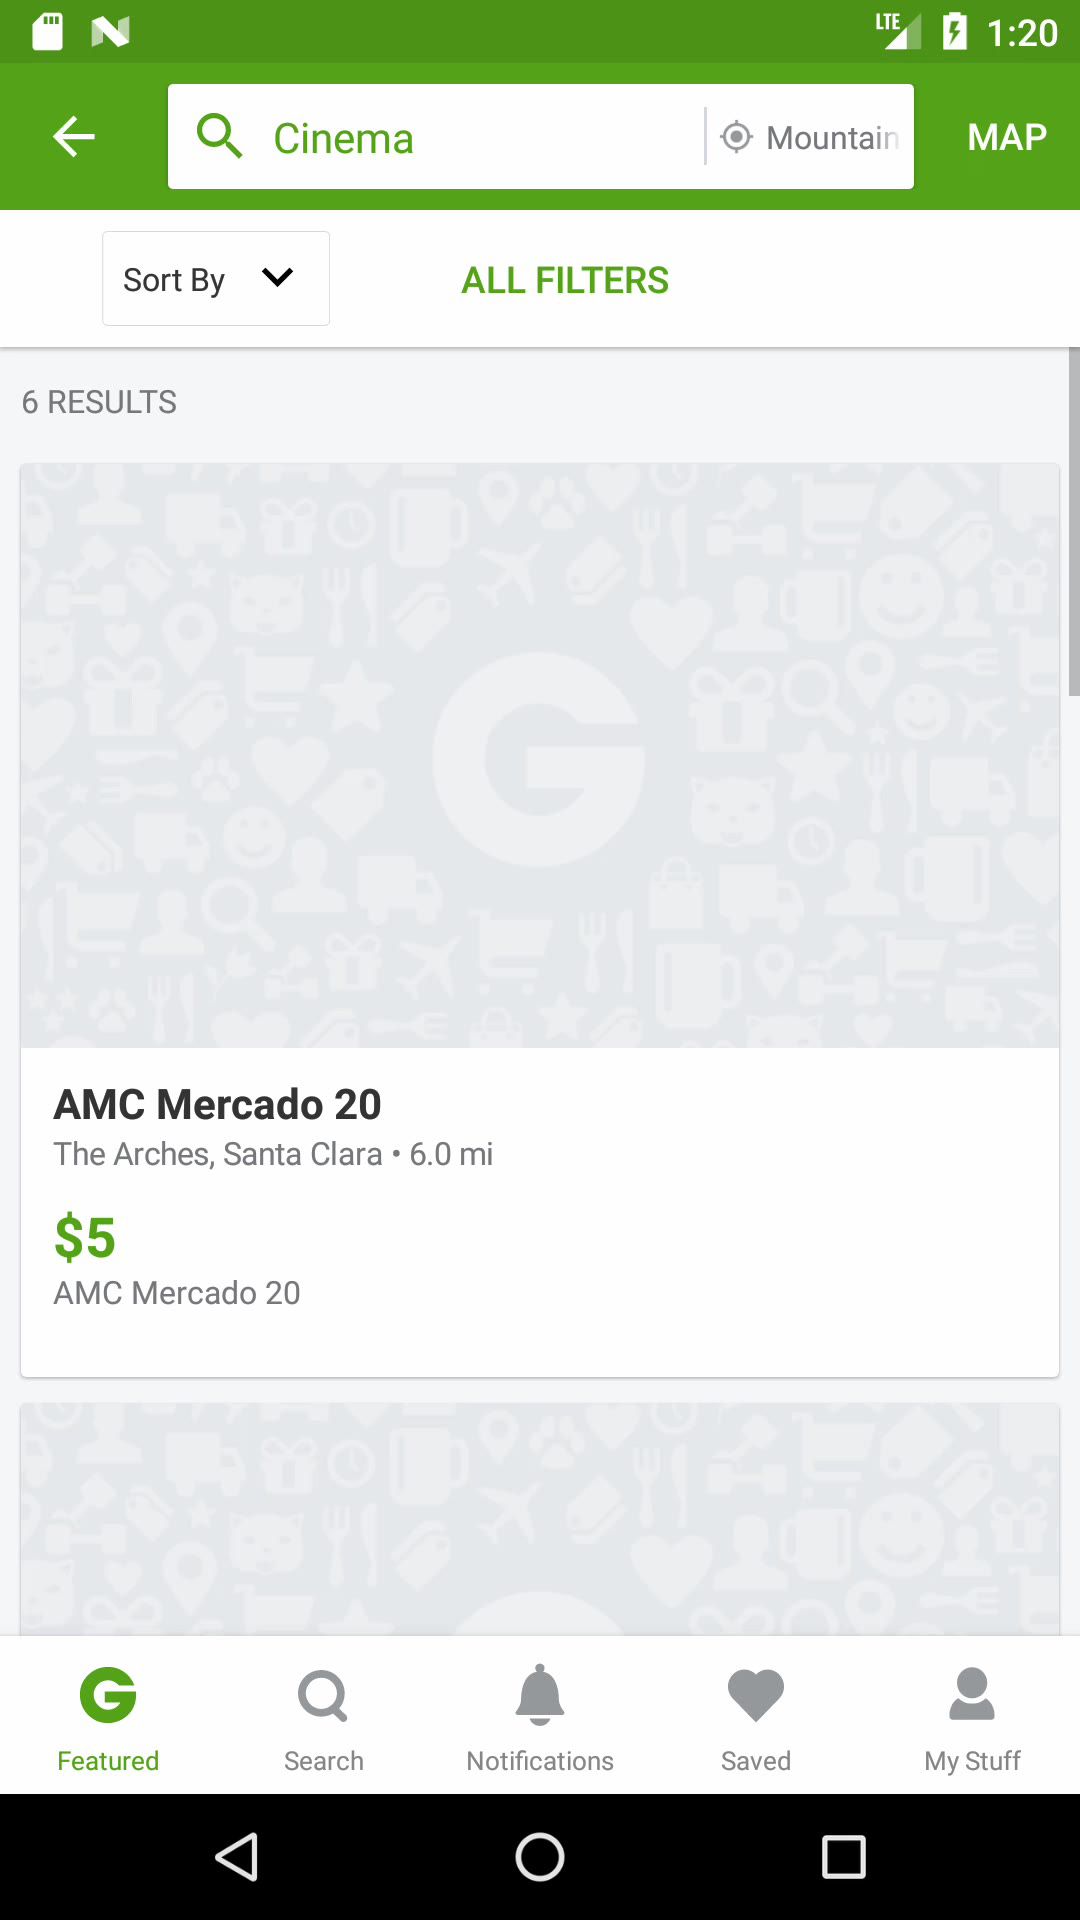 LTE 1:20
Cinema Mountain MAP
Sort By ALL FILTERS
6 RESULTS
G
AMC Mercado 20
The Arches, Santa Clara • 6.0 mi
$5
AMC Mercado 20
G
Featured Search Notifications Saved My Stuff